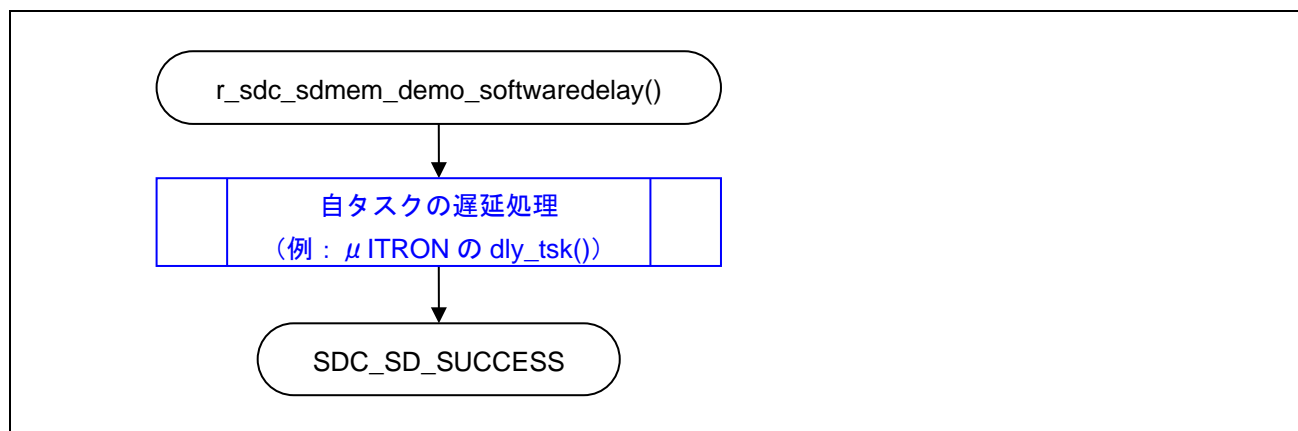 r_sdc_sdmem_demo_softwaredelay()
自タスクの遅延処理
（例：μITRON の dly_tsk()）
SDC_SD_SUCCESS